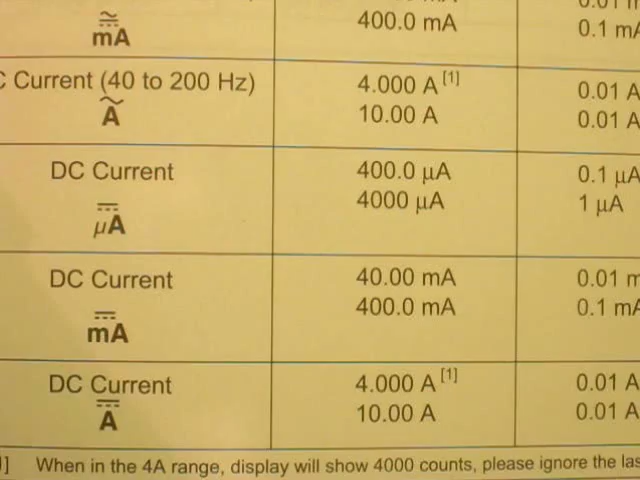 400.0 mA
0.1 mA
mA
C Current (40 to 200 Hz)
4.000 A [1]
0.01 A
A
10.00 A
0.01 A
DC Current
400.0 µA
0.1 µA
4000 µA
1 µA
µA
DC Current
40.00 mA
0.01 m
400.0 mA
0.1 mA
mA
DC Current
4.000 A [1]
0.01 A
A
10.00 A
0.01 A
] When in the 4A range, display will show 4000 counts, please ignore the las